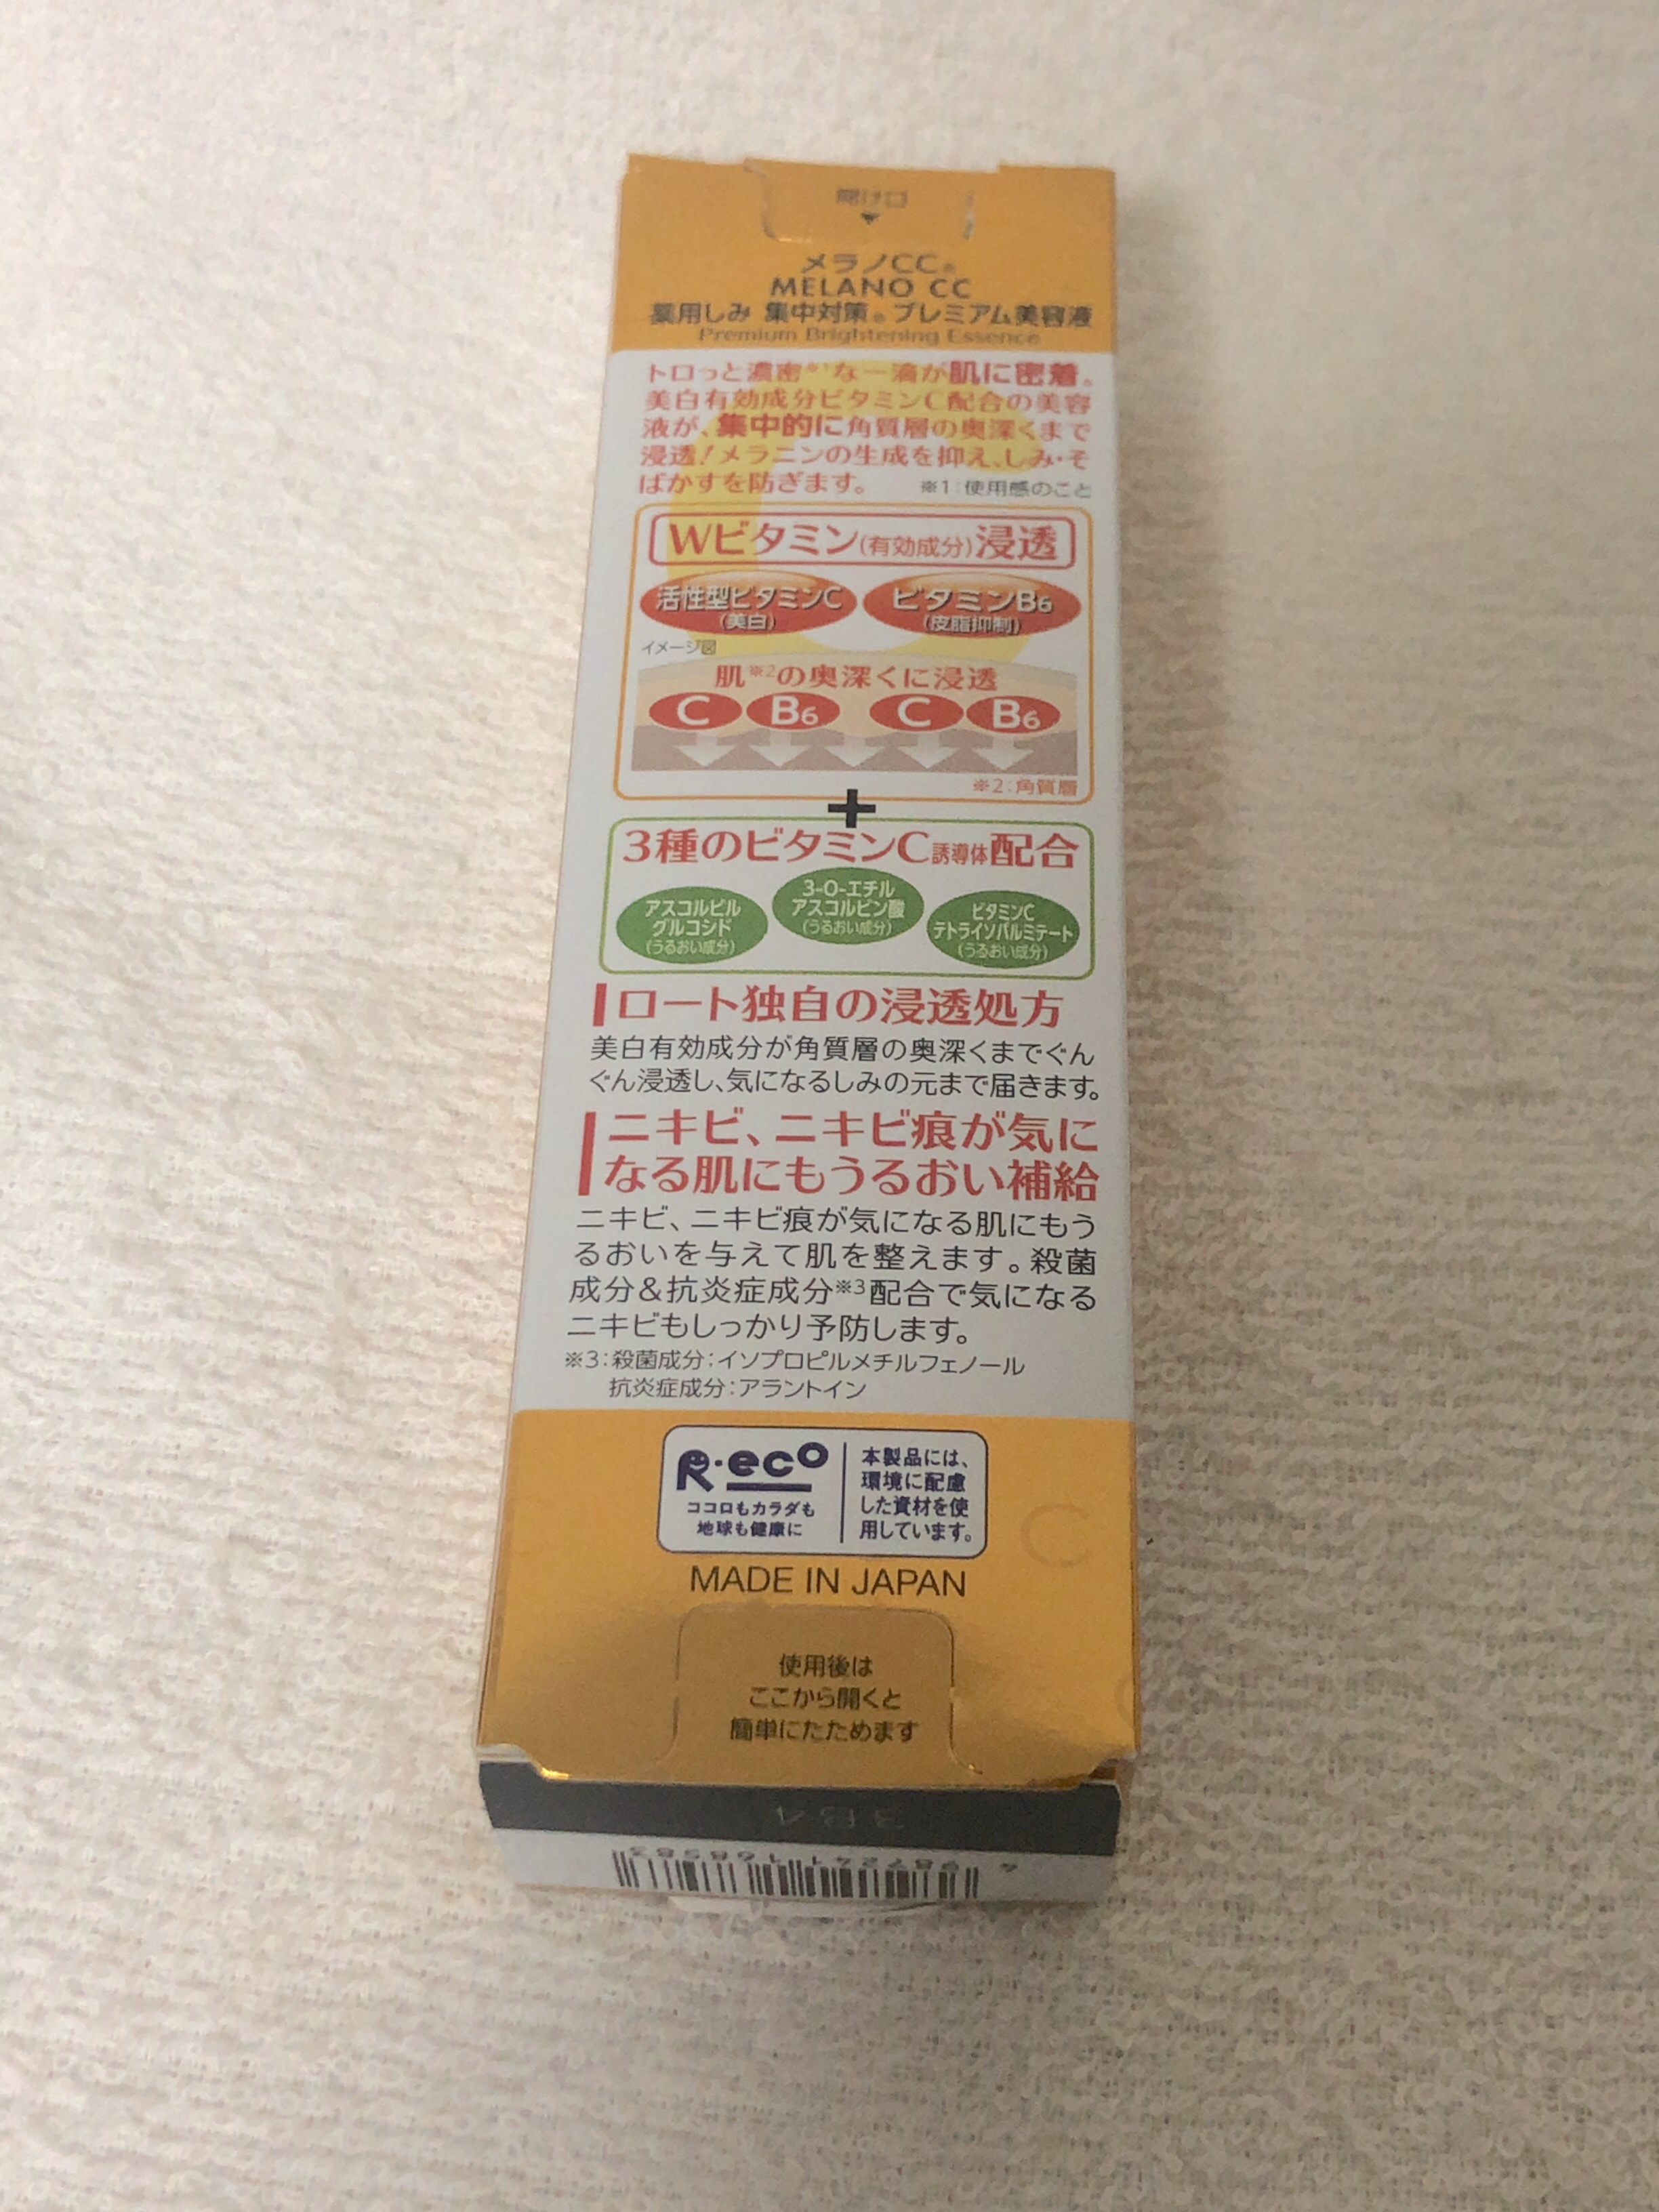 開け口
メラノCC®
MELANO CC
薬用しみ 集中対策®プレミアム美容液
Premium Brightening Essence
トロっと濃密※1な一滴が肌に密着。
美白有効成分ビタミンC配合の美容
液が、集中的に角質層の奥深くまで
浸透!メラニンの生成を抑え、しみ・そ
ばかすを防ぎます。 ※1:使用感のこと
Wビタミン(有効成分)浸透
活性型ビタミンC ビタミンB6
(美白) (皮脂抑制)
イメージ図
肌※2の奥深くに浸透
C B6 C B6
※2:角質層
+
3種のビタミンC誘導体配合
アスコルビル
グルコシド
(うるおい成分)
3-O-エチル
アスコルビン酸
(うるおい成分)
ビタミンC
テトライソパルミテート
(うるおい成分)
ロート独自の浸透処方
美白有効成分が角質層の奥深くまでぐん
ぐん浸透し、気になるしみの元まで届きます。
ニキビ、ニキビ痕が気に
なる肌にもうるおい補給
ニキビ、ニキビ痕が気になる肌にもう
るおいを与えて肌を整えます。殺菌
成分&抗炎症成分※3配合で気になる
ニキビもしっかり予防します。
※3:殺菌成分:イソプロピルメチルフェノール
抗炎症成分:アラントイン
R・eco
ココロもカラダも
地球も健康に
本製品には、
環境に配慮
した資材を使
用しています。
C
MADE IN JAPAN
使用後は
ここから開くと
簡単にたためます
3B4
4 987241 168583